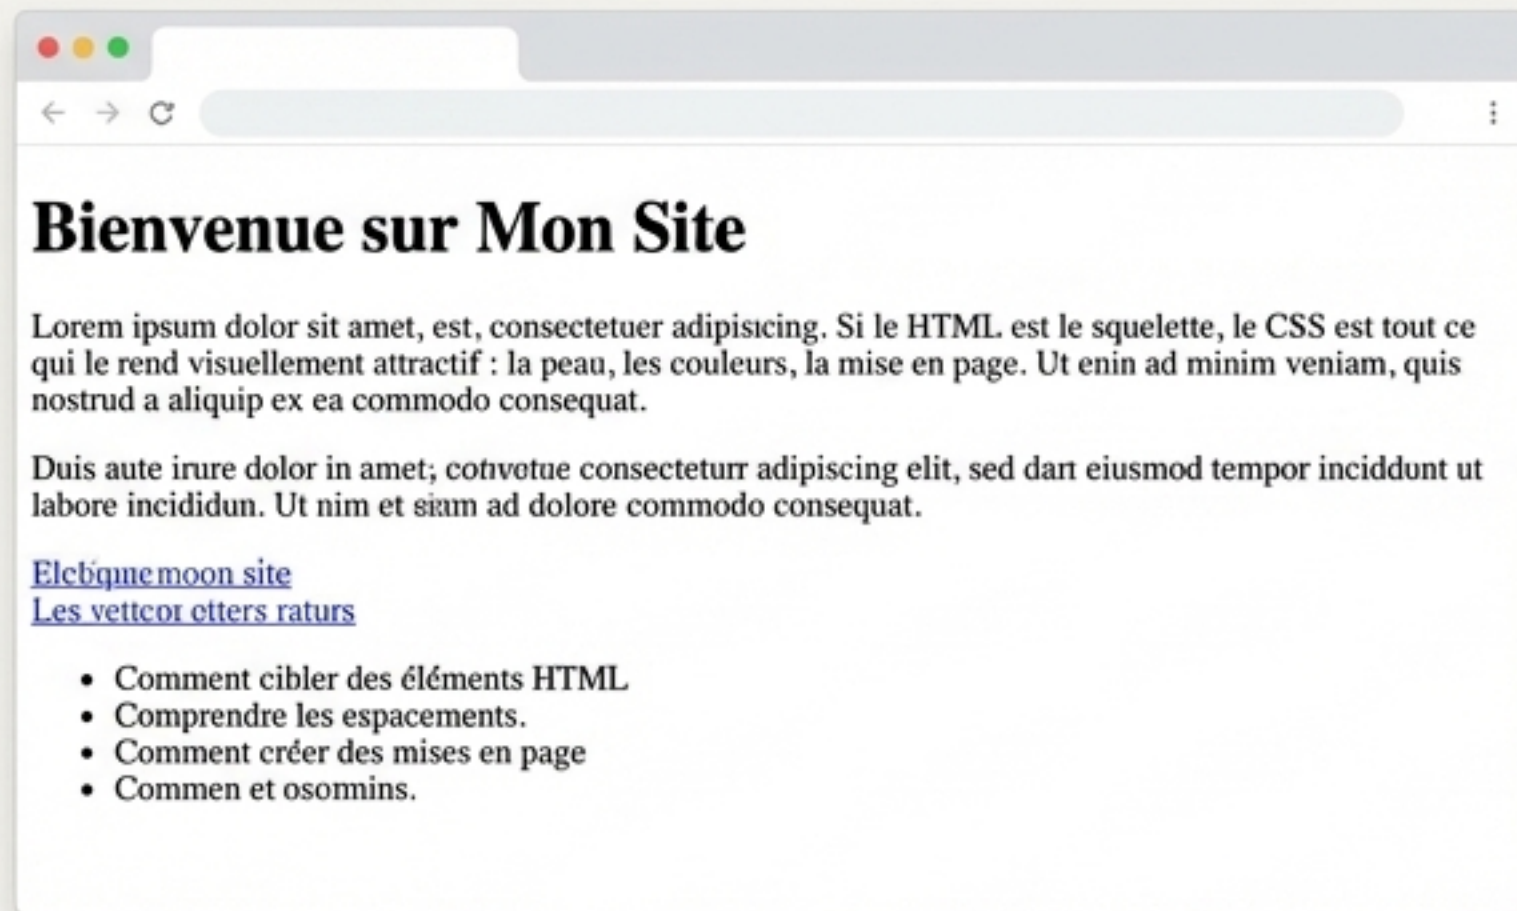 Bienvenue sur Mon Site
Lorem ipsum dolor sit amet, est, consectetuer adipisicing. Si le HTML est le squelette, le CSS est tout ce
qui le rend visuellement attractif : la peau, les couleurs, la mise en page. Ut enin ad minim veniam, quis
nostrud a aliquip ex ea commodo consequat.
Duis aute irure dolor in amet; consecteturr adipiscing elit, sed dart eiusmod tempor inciddunt ut
labore incididun. Ut nim et ad dolore commodo consequat.
moon site
Les raturs
Comment cibler des éléments HTML
Comprendre les espacements.
Comment créer des mises en page
Commen et osomins.